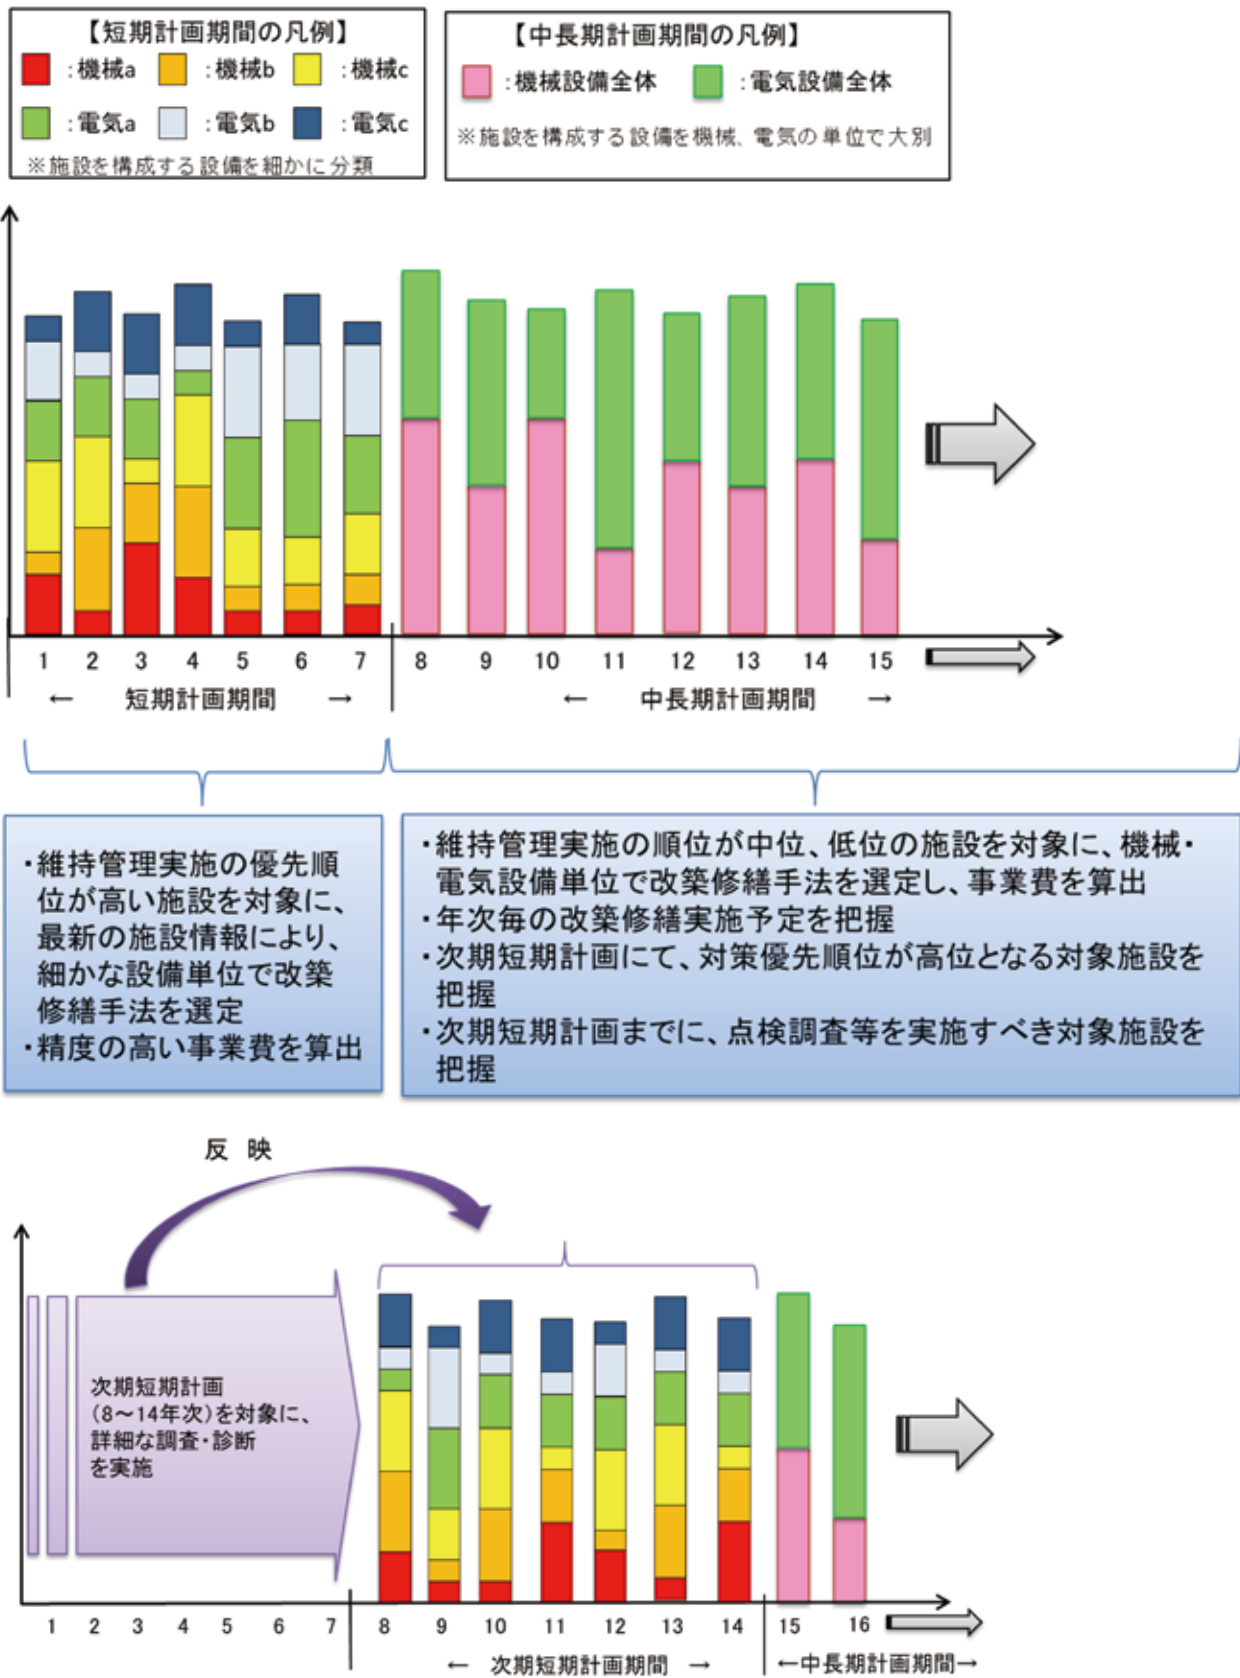 【短期計画期間の凡例】
：機械a ：機械b ：機械c
：電気a ：電気b ：電気c
※施設を構成する設備を細かに分類
【中長期計画期間の凡例】
：機械設備全体 ：電気設備全体
※施設を構成する設備を機械、電気の単位で大別
1 2 3 4 5 6 7 8 9 10 11 12 13 14 15
← 短期計画期間 → ← 中長期計画期間 →
・維持管理実施の優先順
位が高い施設を対象に、
最新の施設情報により、
細かな設備単位で改築
修繕手法を選定
・精度の高い事業費を算出
・維持管理実施の順位が中位、低位の施設を対象に、機械・
電気設備単位で改築修繕手法を選定し、事業費を算出
・年次毎の改築修繕実施予定を把握
・次期短期計画にて、対策優先順位が高位となる対象施設を
把握
・次期短期計画までに、点検調査等を実施すべき対象施設を
把握
反 映
次期短期計画
（8～14年次）を対象に、
詳細な調査・診断
を実施
1 2 3 4 5 6 7 8 9 10 11 12 13 14 15 16
← 次期短期計画期間 → ←中長期計画期間→